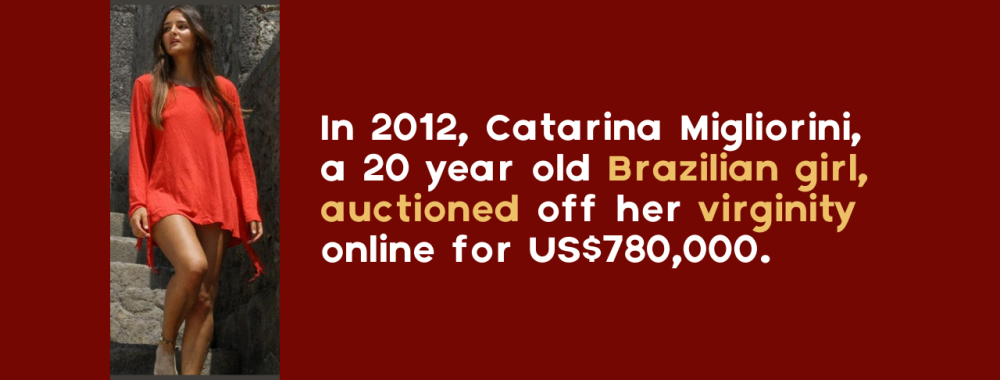 In 2012, Catarina Migliorini,
a 20 year old Brazilian girl,
auctioned off her virginity
online for US$780,000.